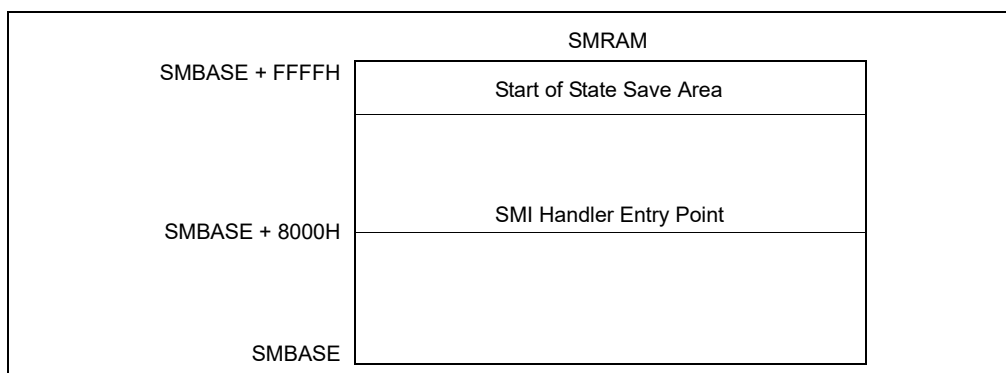 SMRAM
SMBASE + FFFFH
Start of State Save Area
SMI Handler Entry Point
SMBASE + 8000H
SMBASE